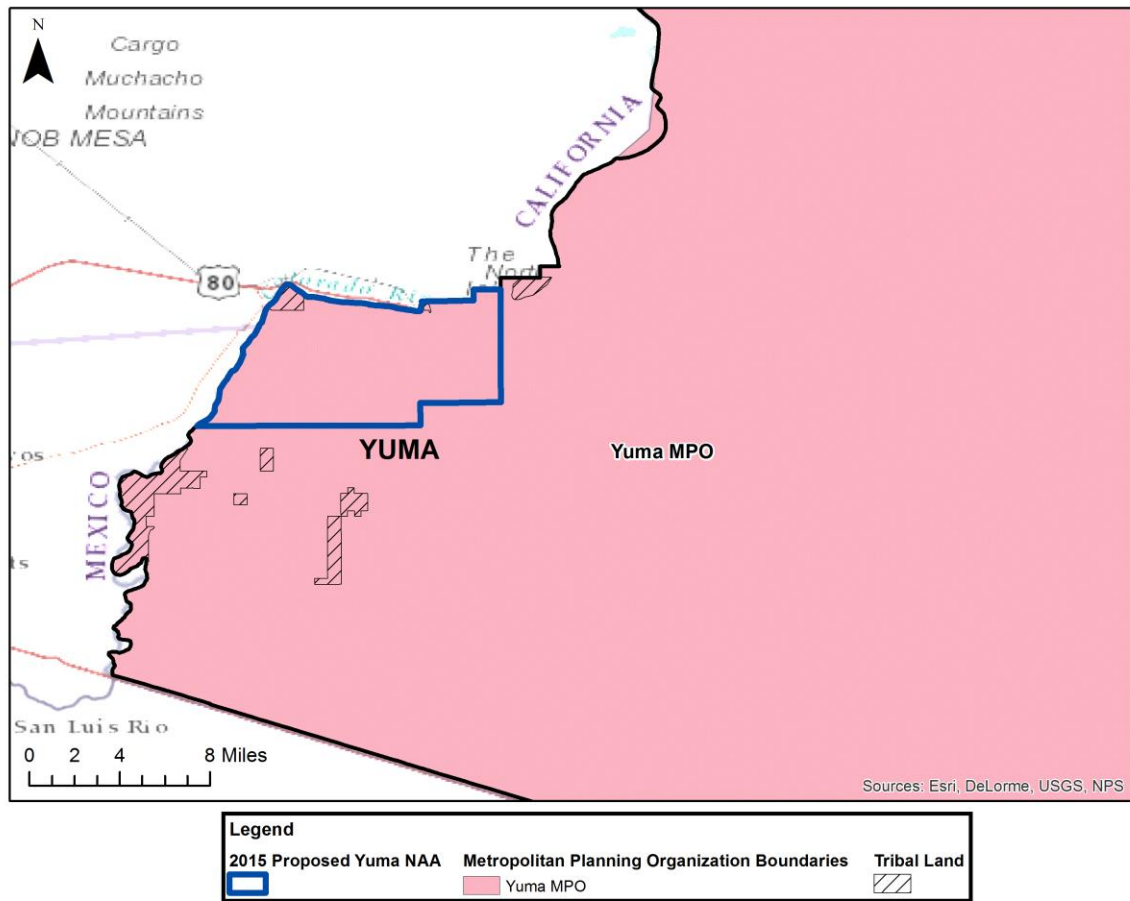 N
Cargo
Muchacho
Mountains
NOB MESA
CALIFORNIA
The
80
YUMA
Yuma MPO
MEXICO
San Luis Rio
0 2 4 8 Miles
Sources: Esri, DeLorme, USGS, NPS
Legend
2015 Proposed Yuma NAA Metropolitan Planning Organization Boundaries Tribal Land
Yuma MPO